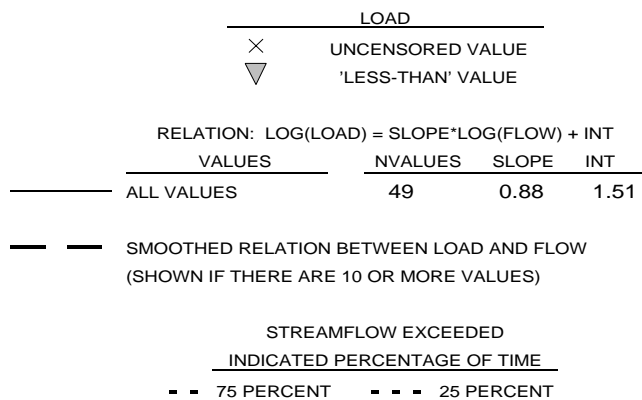 LOAD
UNCENSORED VALUE
'LESS-THAN' VALUE
RELATION: LOG(LOAD) = SLOPE*LOG(FLOW) + INT
VALUES NVALUES SLOPE INT
ALL VALUES 49 0.88 1.51
SMOOTHED RELATION BETWEEN LOAD AND FLOW
(SHOWN IF THERE ARE 10 OR MORE VALUES)
STREAMFLOW EXCEEDED
INDICATED PERCENTAGE OF TIME
75 PERCENT 25 PERCENT